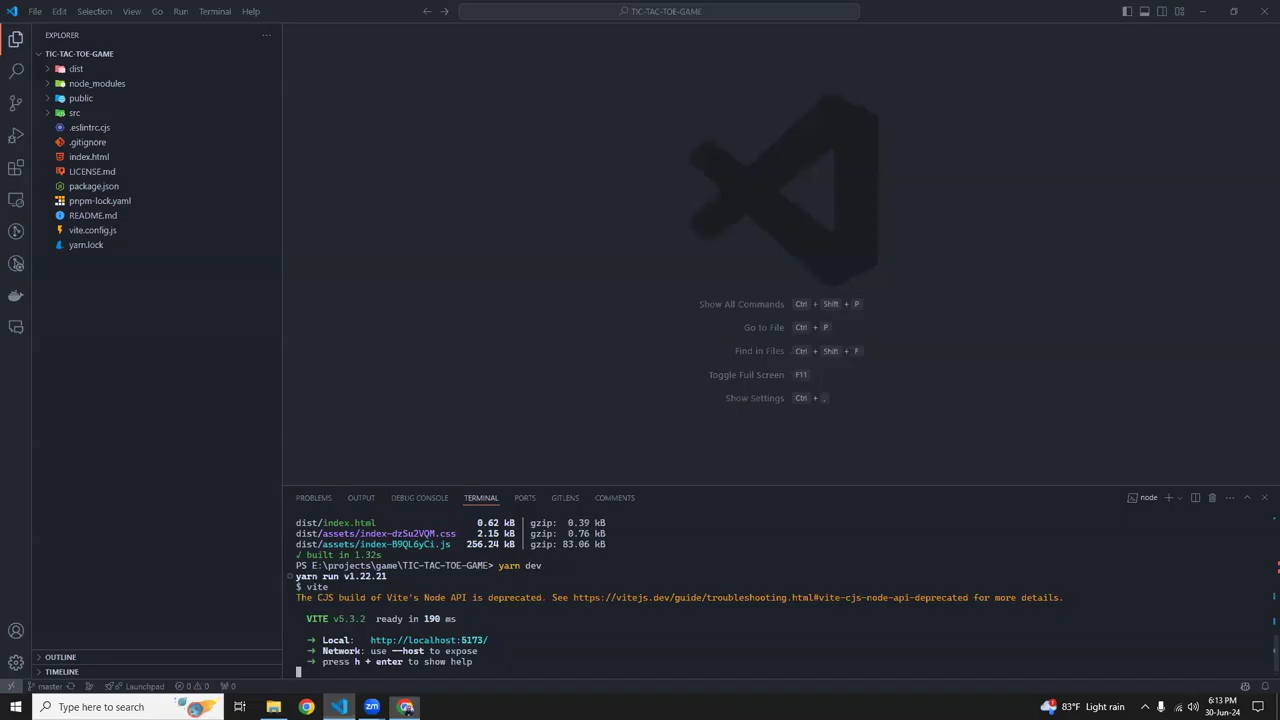 File Edit Selection View Go Run Terminal Help
TIC-TAC-TOE-GAME
EXPLORER
TIC-TAC-TOE-GAME
dist
node_modules
public
src
.eslintrc.cjs
.gitignore
index.html
LICENSE.md
package.json
pnpm-lock.yaml
README.md
vite.config.js
yarn.lock
OUTLINE
TIMELINE
Show All Commands Ctrl + Shift + P
Go to File Ctrl + P
Find in Files Ctrl + Shift + F
Toggle Full Screen F11
Show Settings Ctrl + ,
PROBLEMS OUTPUT DEBUG CONSOLE TERMINAL PORTS GITLENS COMMENTS
node
dist/index.html 0.62 kB │ gzip: 0.39 kB
dist/assets/index-dzSu2VQM.css 2.15 kB │ gzip: 0.76 kB
dist/assets/index-B9QL6yCi.js 256.24 kB │ gzip: 83.06 kB
✓ built in 1.32s
PS E:\projects\game\TIC-TAC-TOE-GAME> yarn dev
yarn run v1.22.21
$ vite
The CJS build of Vite's Node API is deprecated. See https://vitejs.dev/guide/troubleshooting.html#vite-cjs-node-api-deprecated for more details.
VITE v5.3.2 ready in 190 ms
➜ Local: http://localhost:5173/
➜ Network: use --host to expose
➜ press h + enter to show help
master Launchpad 0 0 0
Type here to search
zm
83°F Light rain
6:13 PM
30-Jun-24